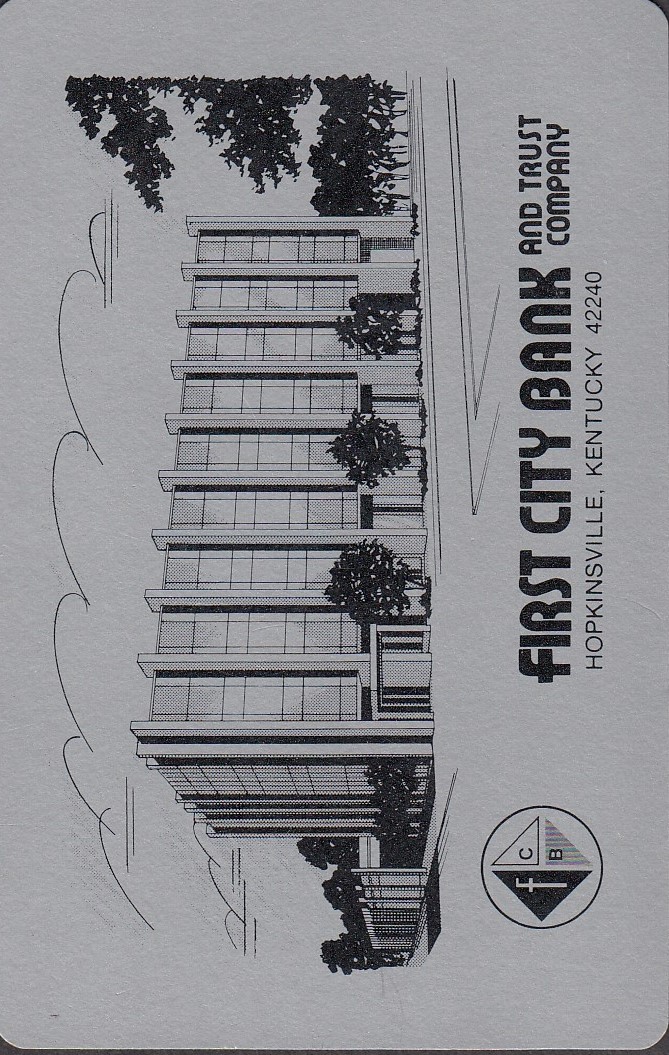 f C B
FIRST CITY BANK AND TRUST COMPANY
HOPKINSVILLE, KENTUCKY 42240